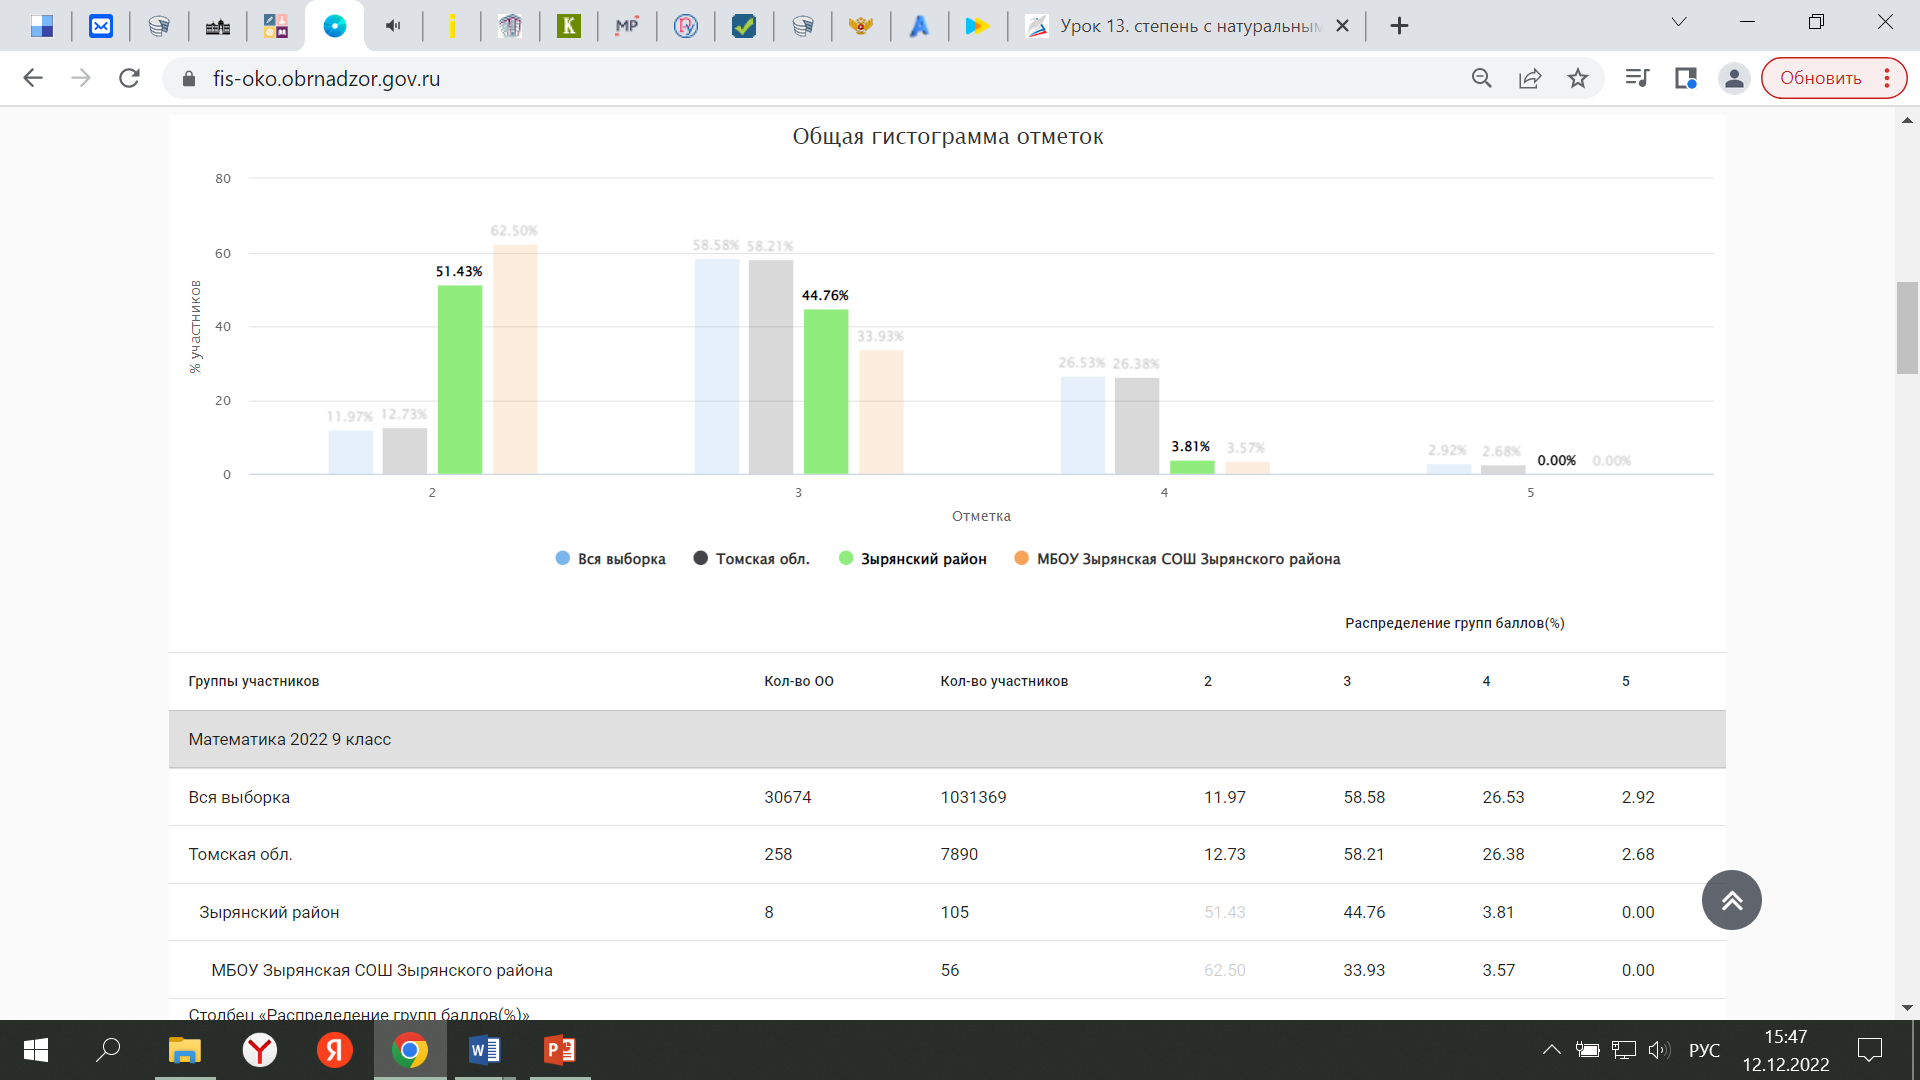 Урок 13. степень с натуральным
fis-oko.obrnadzor.gov.ru
Обновить
Общая гистограмма отметок
% участников
80
60
40
20
0
11.97% 12.73% 51.43% 62.50%
58.58% 58.21% 44.76% 33.93%
26.53% 26.38% 3.81% 3.57%
2.92% 2.68% 0.00% 0.00%
2 3 4 5
Отметка
Вся выборка Томская обл. Зырянский район МБОУ Зырянская СОШ Зырянского района
Распределение групп баллов(%)
Группы участников Кол-во ОО Кол-во участников 2 3 4 5
Математика 2022 9 класс
Вся выборка 30674 1031369 11.97 58.58 26.53 2.92
Томская обл. 258 7890 12.73 58.21 26.38 2.68
Зырянский район 8 105 51.43 44.76 3.81 0.00
МБОУ Зырянская СОШ Зырянского района 56 62.50 33.93 3.57 0.00
Столбец «Распределение групп баллов(%)»
РУС
15:47
12.12.2022